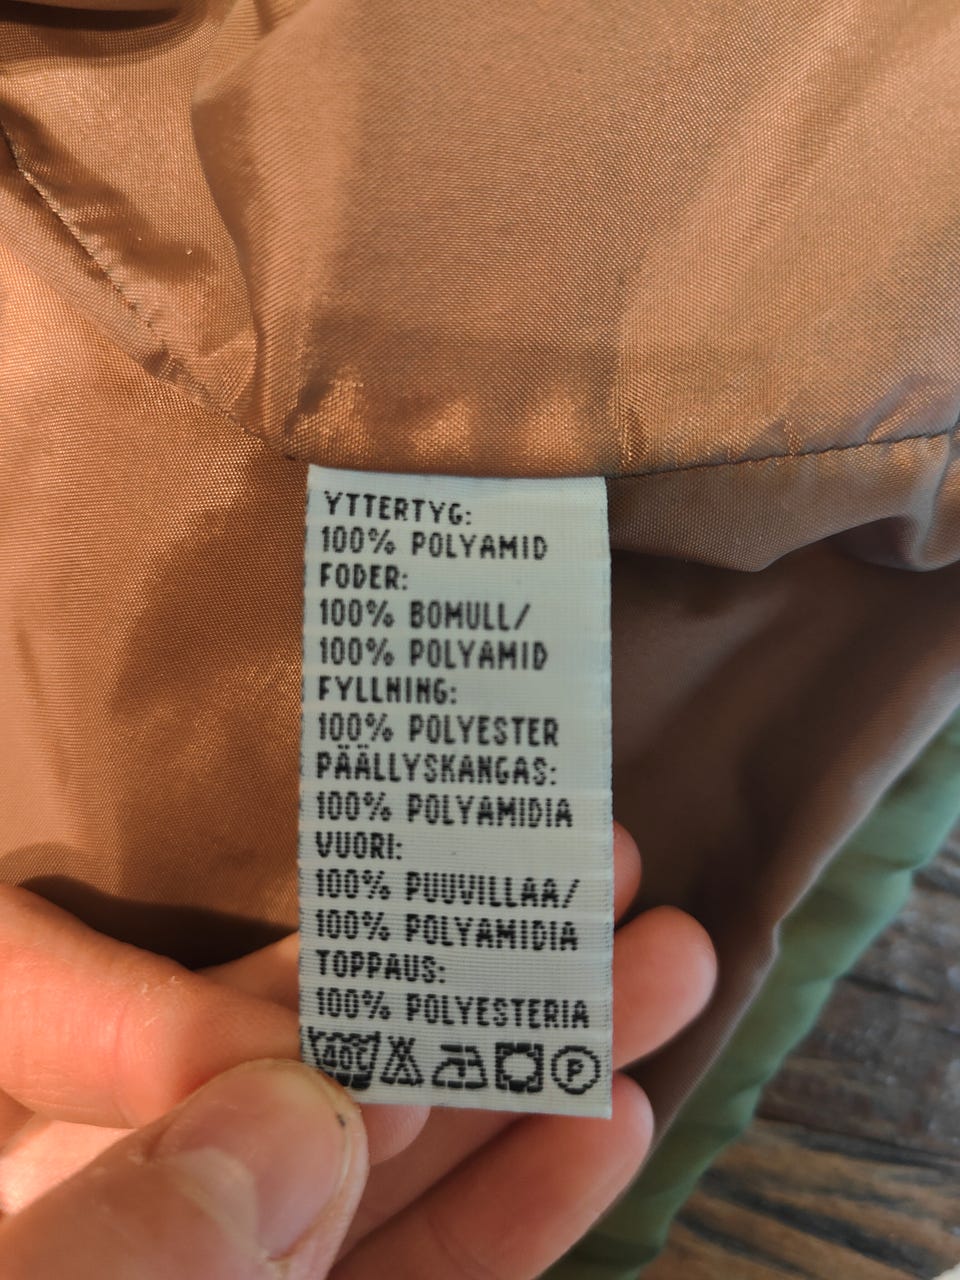 YTTERTYG:
100% POLYAMID
FODER:
100% BOMULL/
100% POLYAMID
FYLLNING:
100% POLYESTER
PÄÄLLYSKANGAS:
100% POLYAMIDIA
VUORI:
100% PUUVILLAA/
100% POLYAMIDIA
TOPPAUS:
100% POLYESTERIA
40C P